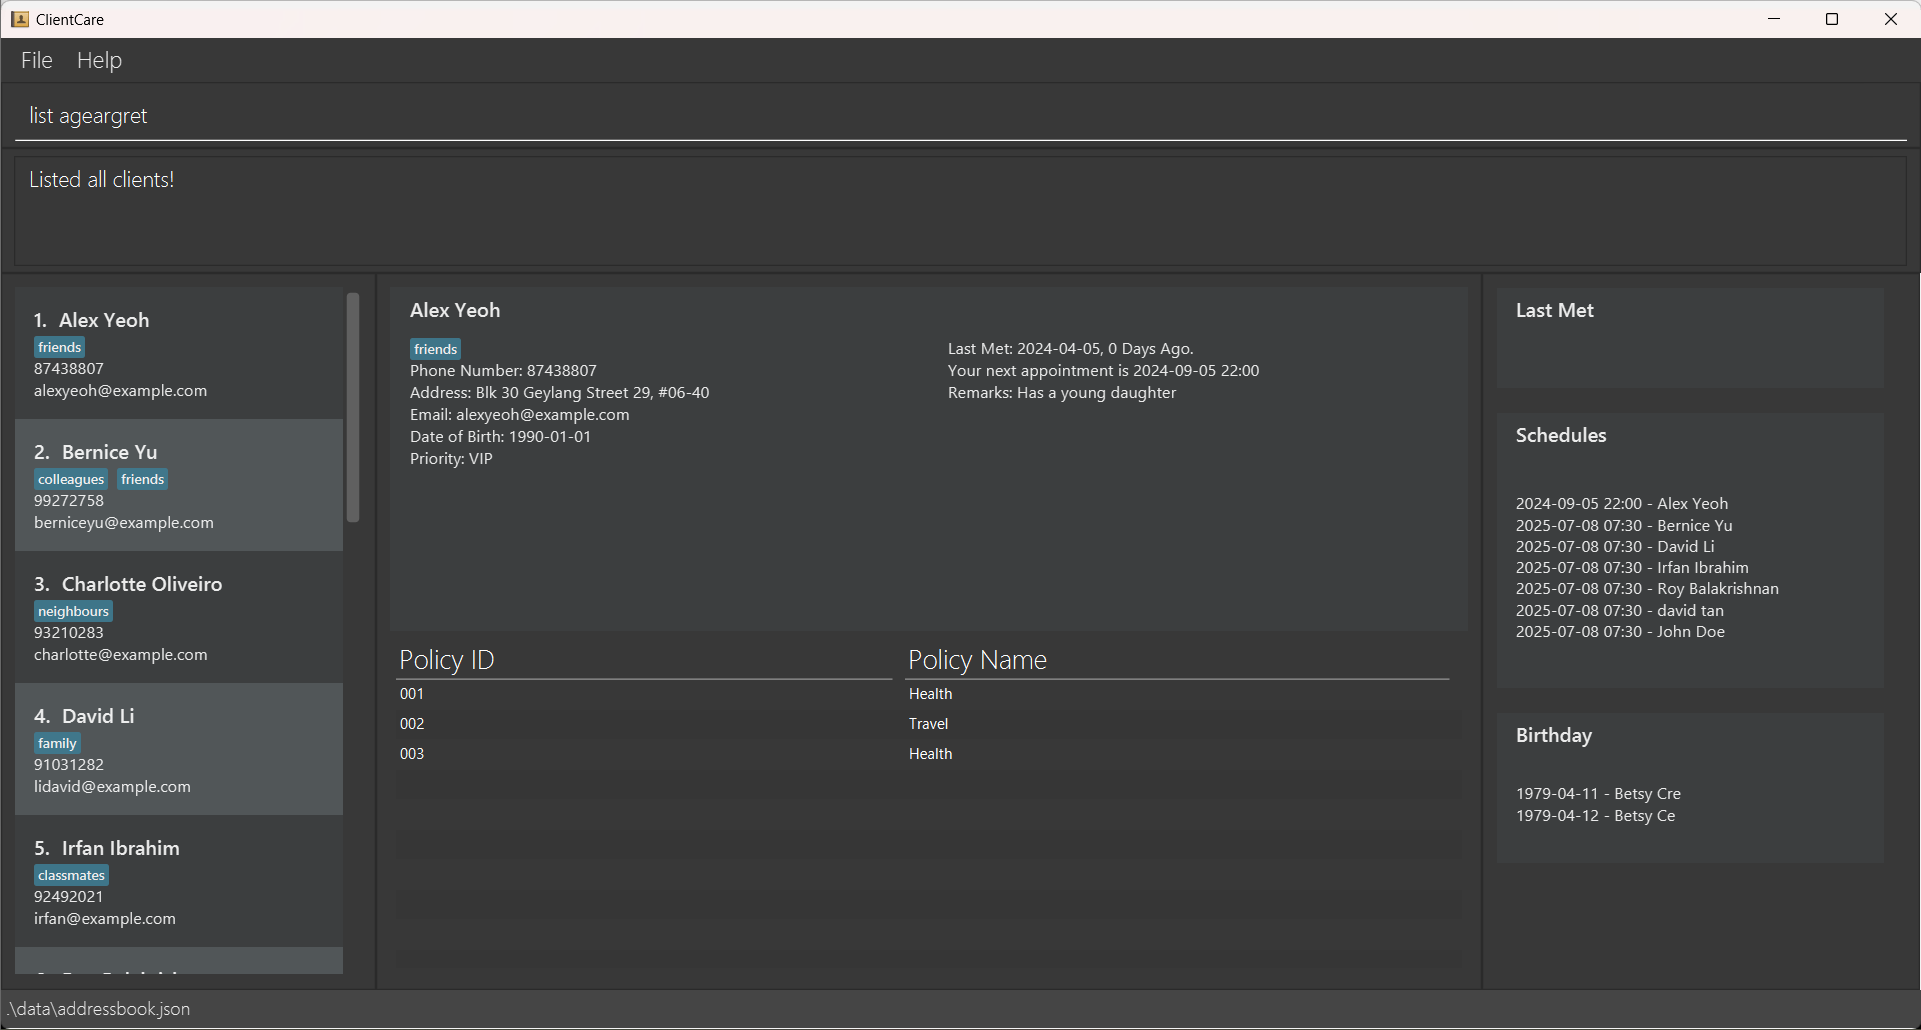 ClientCare
File Help
list ageargret
Listed all clients!
1. Alex Yeoh
friends
87438807
alexyeoh@example.com
2. Bernice Yu
colleagues friends
99272758
berniceyu@example.com
3. Charlotte Oliveiro
neighbours
93210283
charlotte@example.com
4. David Li
family
91031282
lidavid@example.com
5. Irfan Ibrahim
classmates
92492021
irfan@example.com
Alex Yeoh
friends
Phone Number: 87438807
Address: Blk 30 Geylang Street 29, #06-40
Email: alexyeoh@example.com
Date of Birth: 1990-01-01
Priority: VIP
Last Met: 2024-04-05, 0 Days Ago.
Your next appointment is 2024-09-05 22:00
Remarks: Has a young daughter
Policy ID Policy Name
001 Health
002 Travel
003 Health
Last Met
Schedules
2024-09-05 22:00 - Alex Yeoh
2025-07-08 07:30 - Bernice Yu
2025-07-08 07:30 - David Li
2025-07-08 07:30 - Irfan Ibrahim
2025-07-08 07:30 - Roy Balakrishnan
2025-07-08 07:30 - david tan
2025-07-08 07:30 - John Doe
Birthday
1979-04-11 - Betsy Cre
1979-04-12 - Betsy Ce
.\data\addressbook.json